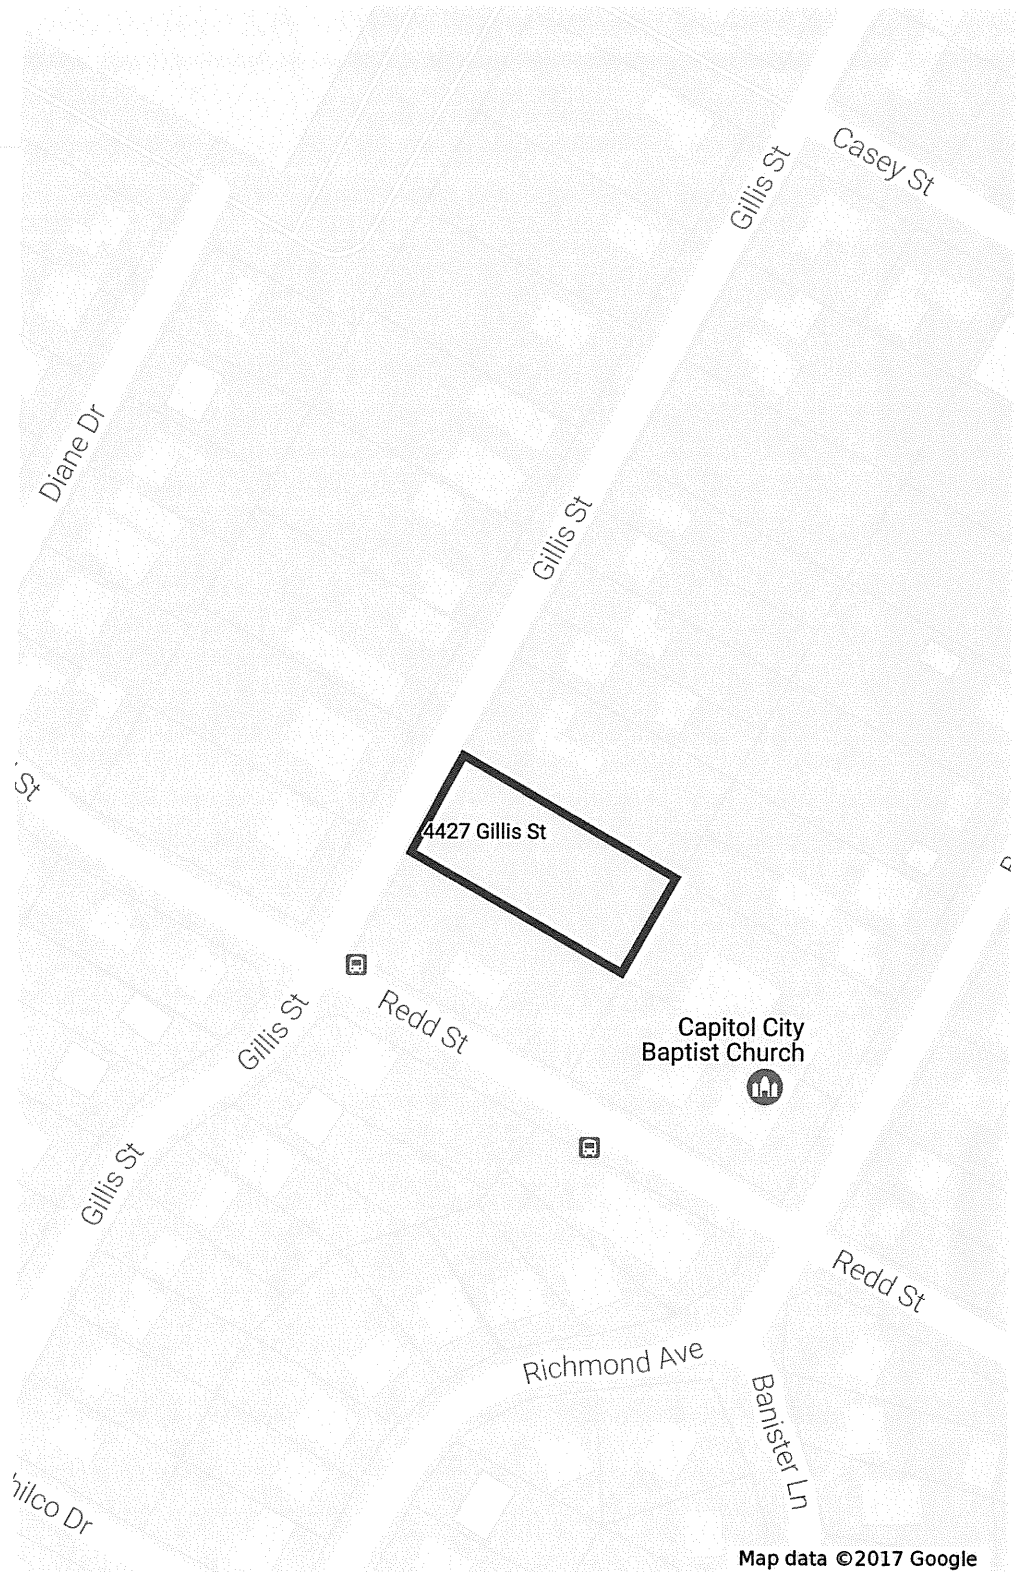 Casey St
Gillis St
Diane Dr
Gillis St
St
4427 Gillis St
Redd St
Gillis St
Capitol City
Baptist Church
Gillis St
Redd St
Richmond Ave
Banister Ln
Dr
Map data ©2017 Google